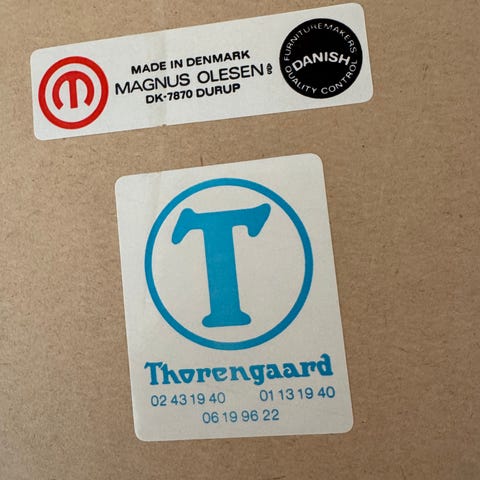 MADE IN DENMARK
MAGNUS OLESEN A/S
DK-7870 DURUP
FURNITUREMAKERS
DANISH
QUALITY CONTROL
T
Thorengaard
02 43 19 40 01 13 19 40
06 19 96 22